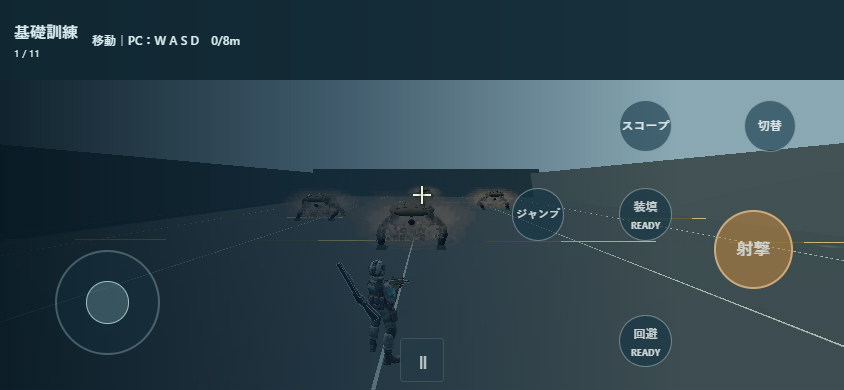 基礎訓練
1 / 11
移動｜PC：W A S D　0/8m
スコープ
切替
ジャンプ
装填
READY
射撃
回避
READY